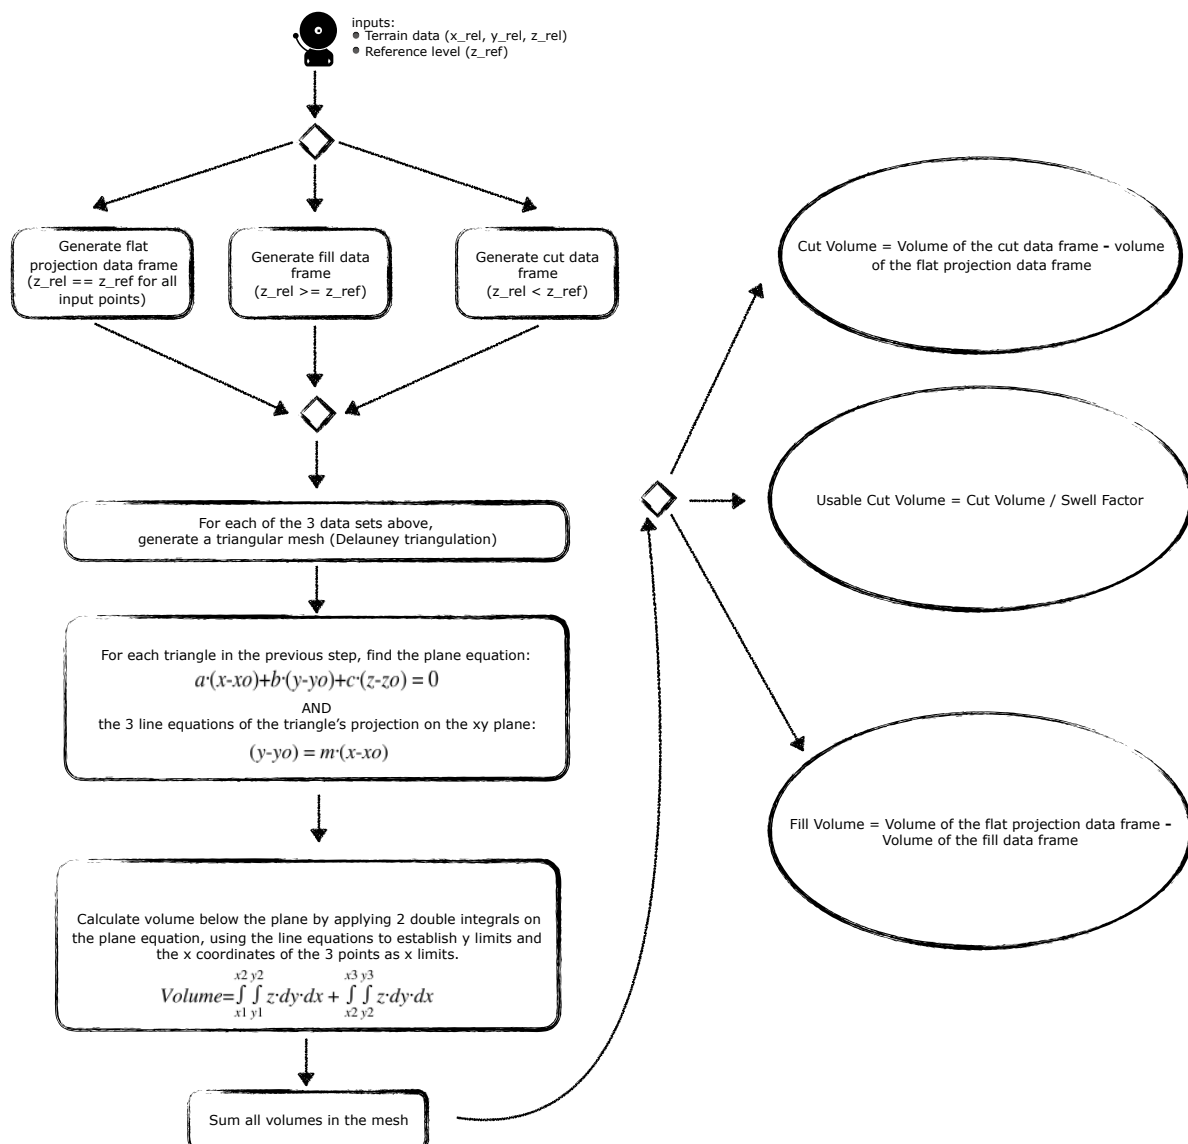 inputs:
• Terrain data (x_rel, y_rel, z_rel)
• Reference level (z_ref)
Generate flat
projection data frame
(z_rel == z_ref for all
input points)
Generate fill data
frame
(z_rel >= z_ref)
Generate cut data
frame
(z_rel < z_ref)
For each of the 3 data sets above,
generate a triangular mesh (Delauney triangulation)
For each triangle in the previous step, find the plane equation:
a·(x-xo)+b·(y-yo)+c·(z-zo) = 0
AND
the 3 line equations of the triangle’s projection on the xy plane:
(y-yo) = m·(x-xo)
Calculate volume below the plane by applying 2 double integrals on
the plane equation, using the line equations to establish y limits and
the x coordinates of the 3 points as x limits.
x2 y2 x3 y3
Volume=∫ ∫ z·dy·dx + ∫ ∫ z·dy·dx
x1 y1 x2 y2
Sum all volumes in the mesh
Cut Volume = Volume of the cut data frame - volume
of the flat projection data frame
Usable Cut Volume = Cut Volume / Swell Factor
Fill Volume = Volume of the flat projection data frame -
Volume of the fill data frame